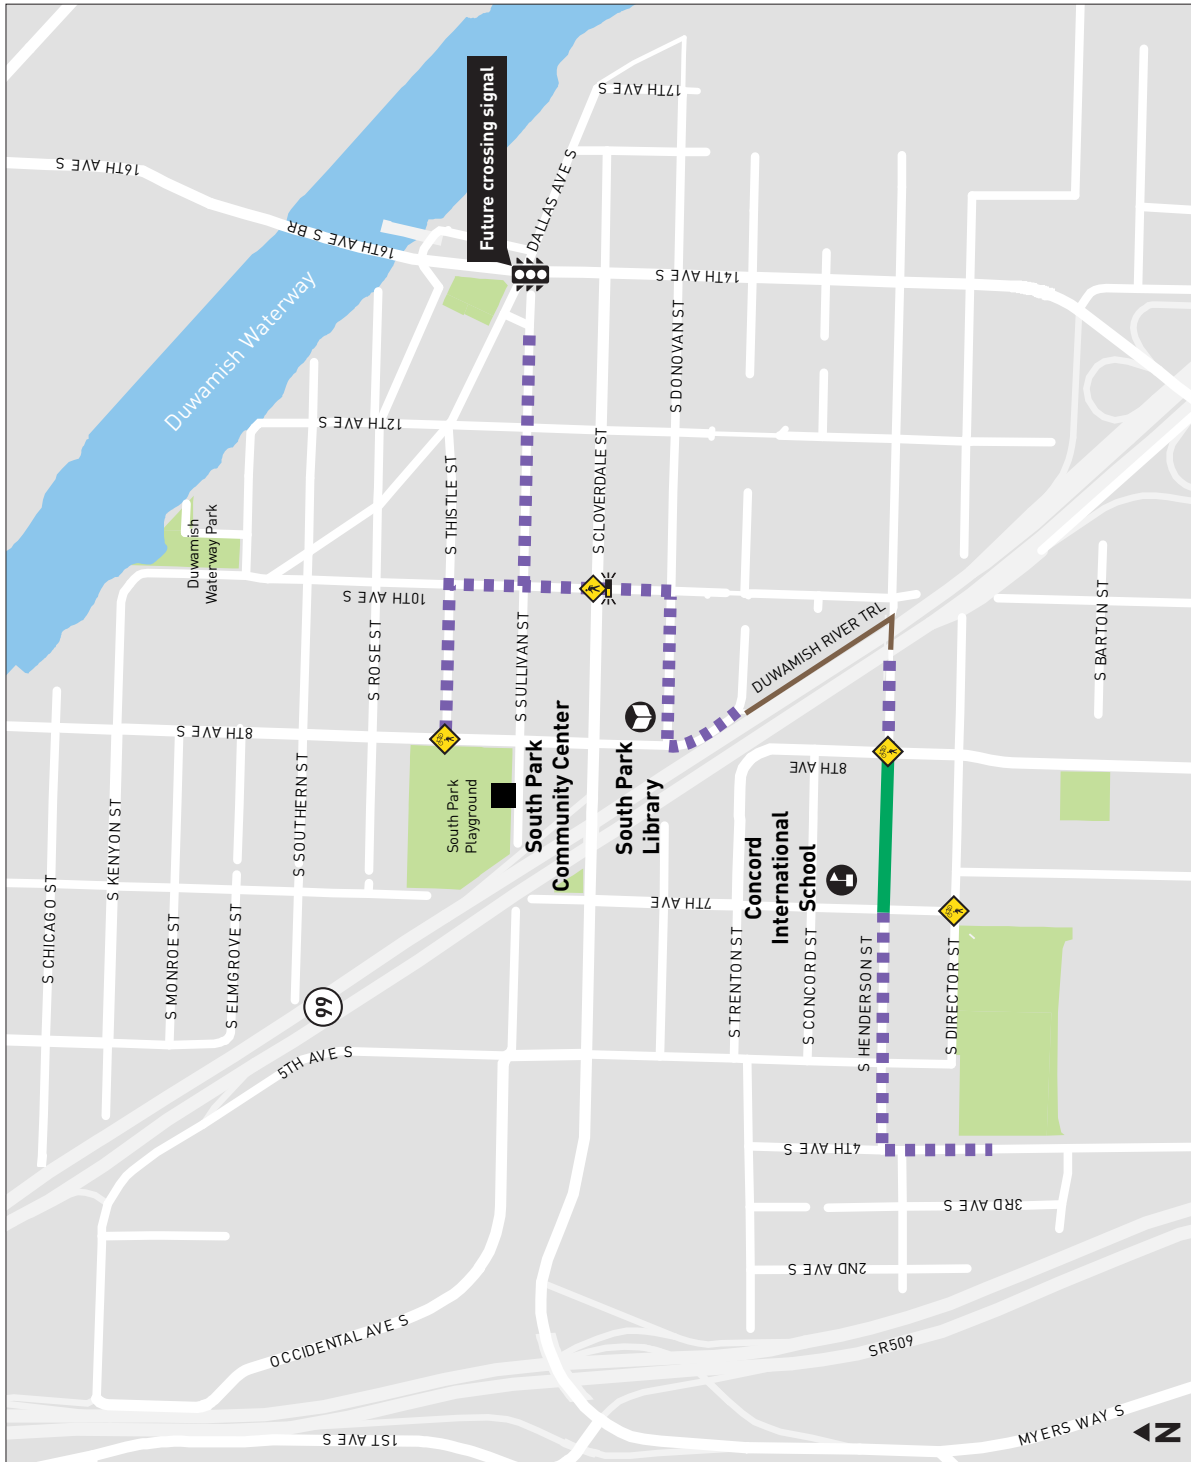 16TH AVE S
16TH AVE S BR
Future crossing signal
DALLAS AVE S
17TH AVE S
14TH AVE S
Duwamish Waterway
12TH AVE S
S DONOVAN ST
S THISTLE ST
S CLOVERDALE ST
Duwamish
Waterway Park
10TH AVE S
S ROSE ST
S SULLIVAN ST
DUWAMISH RIVER TRL
S BARTON ST
8TH AVE S
S SOUTHERN ST
S KENYON ST
South Park
Playground
South Park
Community Center
South Park
Library
8TH AVE
Concord
International
School
7TH AVE
S CHICAGO ST
S MONROE ST
S ELMGROVE ST
99
5TH AVE S
S TRENTON ST
S CONCORD ST
S HENDERSON ST
S DIRECTOR ST
4TH AVE S
3RD AVE S
2ND AVE S
OCCIDENTAL AVE S
SR509
1ST AVE S
MYERS WAY S
N